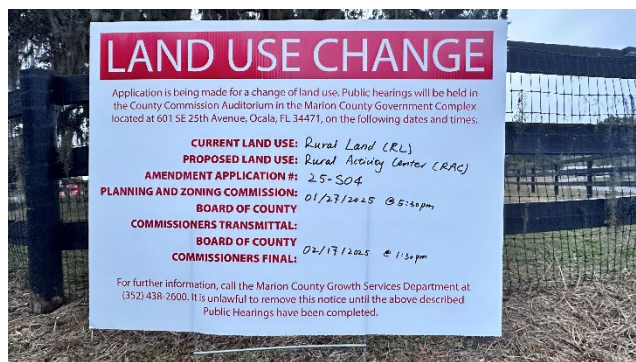 LAND USE CHANGE
Application is being made for a change of land use. Public hearings will be held in
the County Commission Auditorium in the Marion County Government Complex
located at 601 SE 25th Avenue, Ocala, FL 34471, on the following dates and times:
CURRENT LAND USE: Rural Land (RL)
PROPOSED LAND USE: Rural Activity Center (RAC)
AMENDMENT APPLICATION #: 25-S04
PLANNING AND ZONING COMMISSION: 01/27/2025 @ 5:30pm
BOARD OF COUNTY
COMMISSIONERS TRANSMITTAL:
BOARD OF COUNTY
COMMISSIONERS FINAL: 02/17/2025 @ 1:30pm
For further information, call the Marion County Growth Services Department at
(352) 438-2600. It is unlawful to remove this notice until the above described
Public Hearings have been completed.